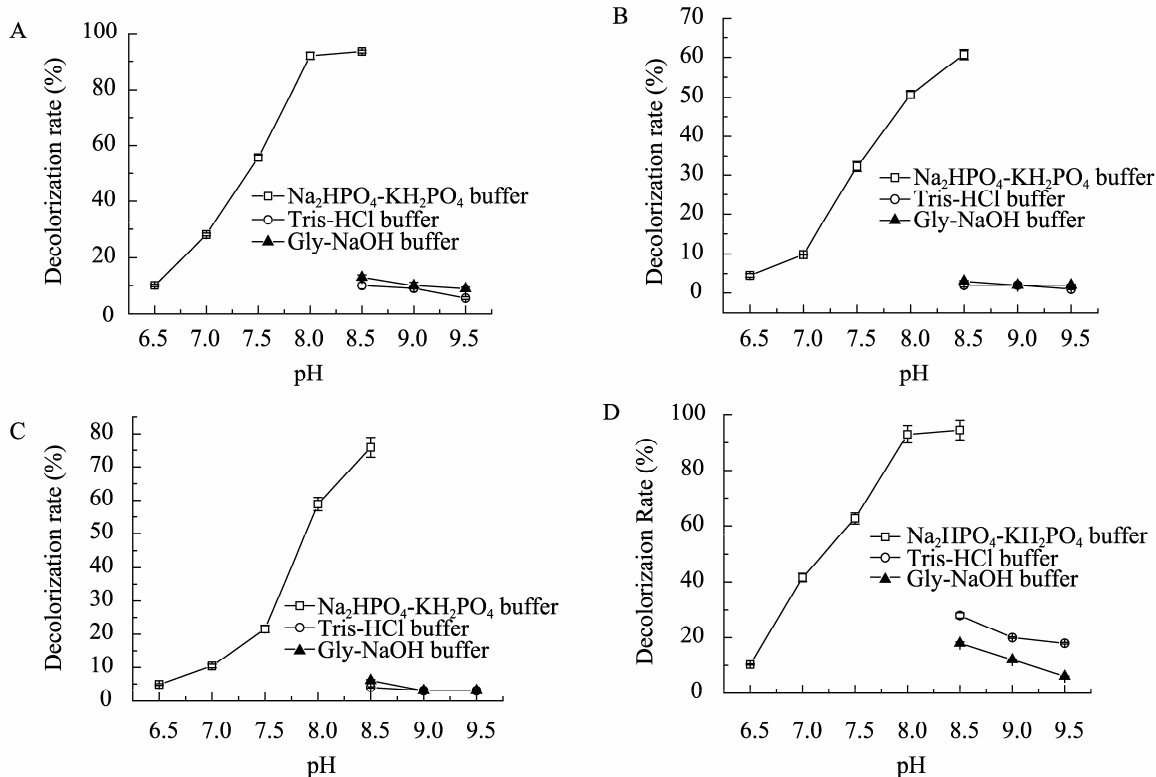 A
Decolorization rate (%)
100
80
60
40
20
0
Na₂HPO₄-KH₂PO₄ buffer
Tris-HCl buffer
Gly-NaOH buffer
6.5 7.0 7.5 8.0 8.5 9.0 9.5
pH
B
Decolorization rate (%)
70
60
50
40
30
20
10
0
Na₂HPO₄-KH₂PO₄ buffer
Tris-HCl buffer
Gly-NaOH buffer
6.5 7.0 7.5 8.0 8.5 9.0 9.5
pH
C
Decolorization rate (%)
80
70
60
50
40
30
20
10
0
Na₂HPO₄-KH₂PO₄ buffer
Tris-HCl buffer
Gly-NaOH buffer
6.5 7.0 7.5 8.0 8.5 9.0 9.5
pH
D
Decolorizaion Rate (%)
100
80
60
40
20
0
Na₂HPO₄-KH₂PO₄ buffer
Tris-HCl buffer
Gly-NaOH buffer
6.5 7.0 7.5 8.0 8.5 9.0 9.5
pH